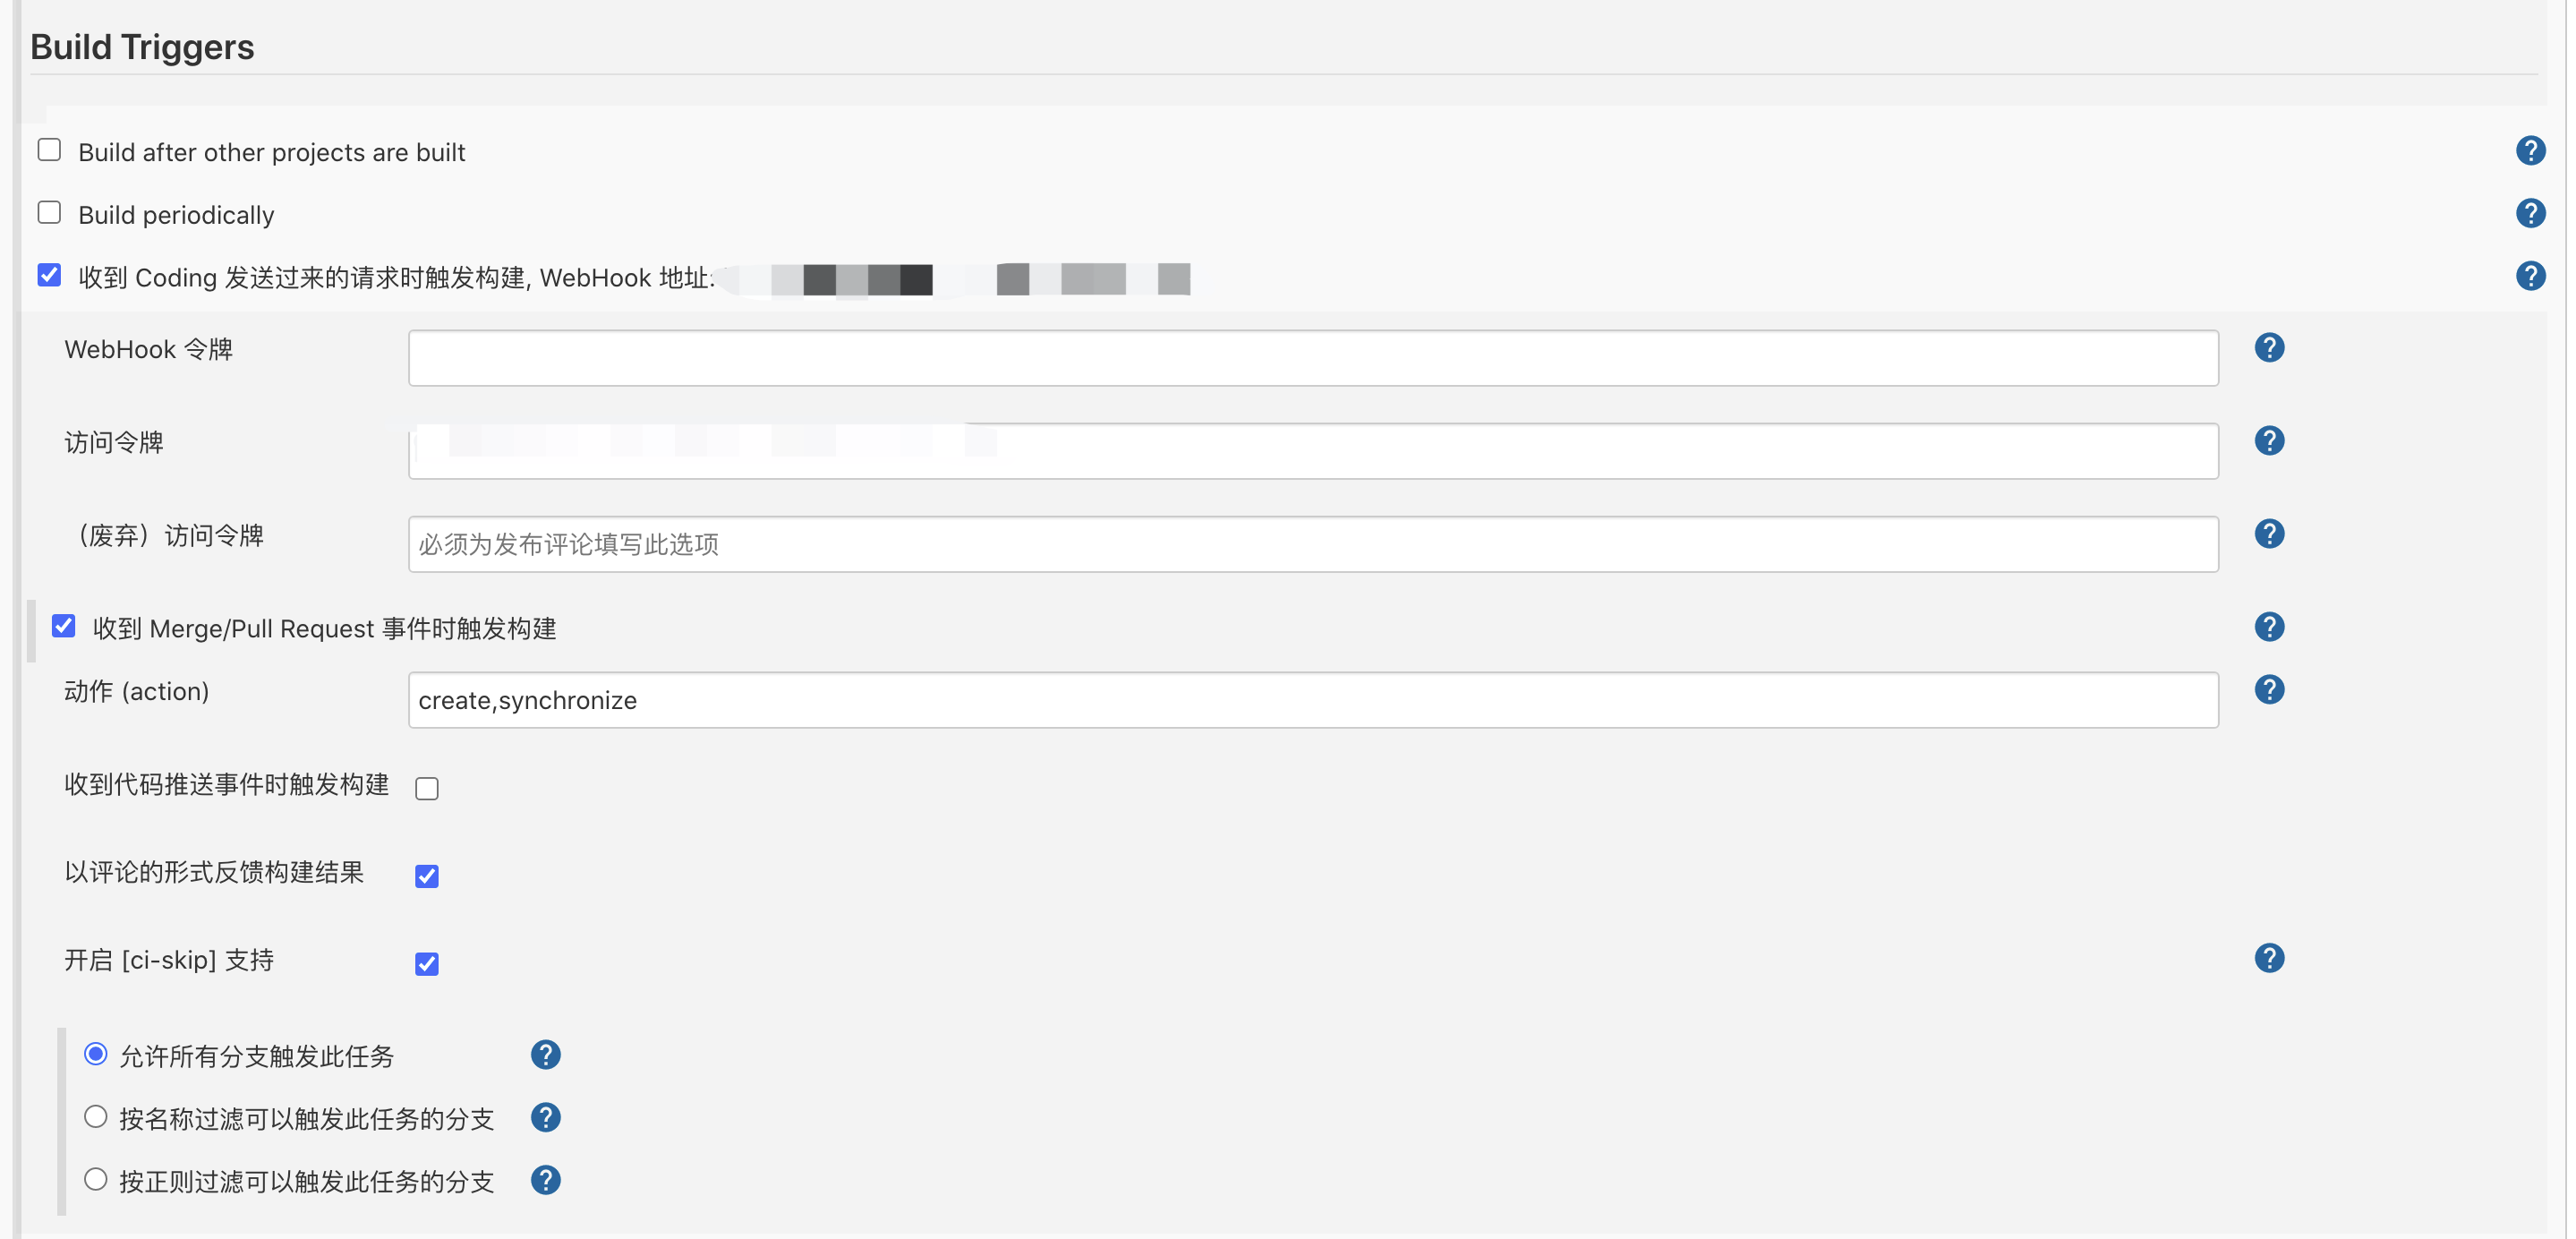 Build Triggers
Build after other projects are built
Build periodically
收到 Coding 发送过来的请求时触发构建, WebHook 地址:
WebHook 令牌
访问令牌
（废弃）访问令牌
必须为发布评论填写此选项
收到 Merge/Pull Request 事件时触发构建
动作 (action)
create,synchronize
收到代码推送事件时触发构建
以评论的形式反馈构建结果
开启 [ci-skip] 支持
允许所有分支触发此任务
按名称过滤可以触发此任务的分支
按正则过滤可以触发此任务的分支